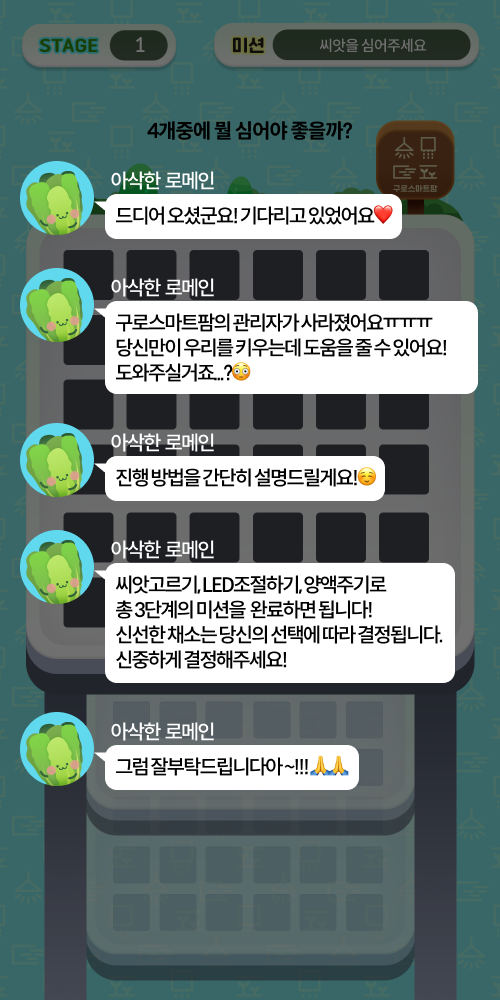 STAGE 1 미션 씨앗을 심어주세요
4개중에 뭘 심어야 좋을까?
구로스마트팜
아삭한 로메인
드디어 오셨군요! 기다리고 있었어요❤️
아삭한 로메인
구로스마트팜의 관리자가 사라졌어요ㅠㅠㅠ
당신만이 우리를 키우는데 도움을 줄 수 있어요!
도와주실거죠...?😳
아삭한 로메인
진행 방법을 간단히 설명드릴게요!☺️
아삭한 로메인
씨앗고르기, LED조절하기, 양액주기로
총 3단계의 미션을 완료하면 됩니다!
신선한 채소는 당신의 선택에 따라 결정됩니다.
신중하게 결정해주세요!
아삭한 로메인
그럼 잘부탁드립니다아~!!!🙏🙏